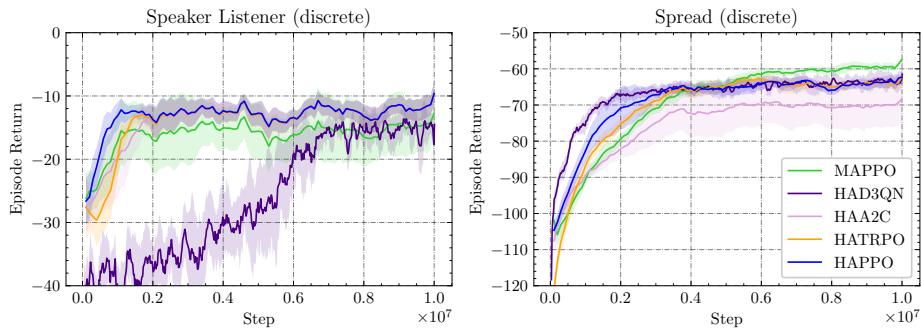 Speaker Listener (discrete)
0
−10
−20
−30
−40
Episode Return
0.0 0.2 0.4 0.6 0.8 1.0
Step
×10⁷
Spread (discrete)
−50
−60
−70
−80
−90
−100
−110
−120
Episode Return
0.0 0.2 0.4 0.6 0.8 1.0
Step
×10⁷
MAPPO
HAD3QN
HAA2C
HATRPO
HAPPO